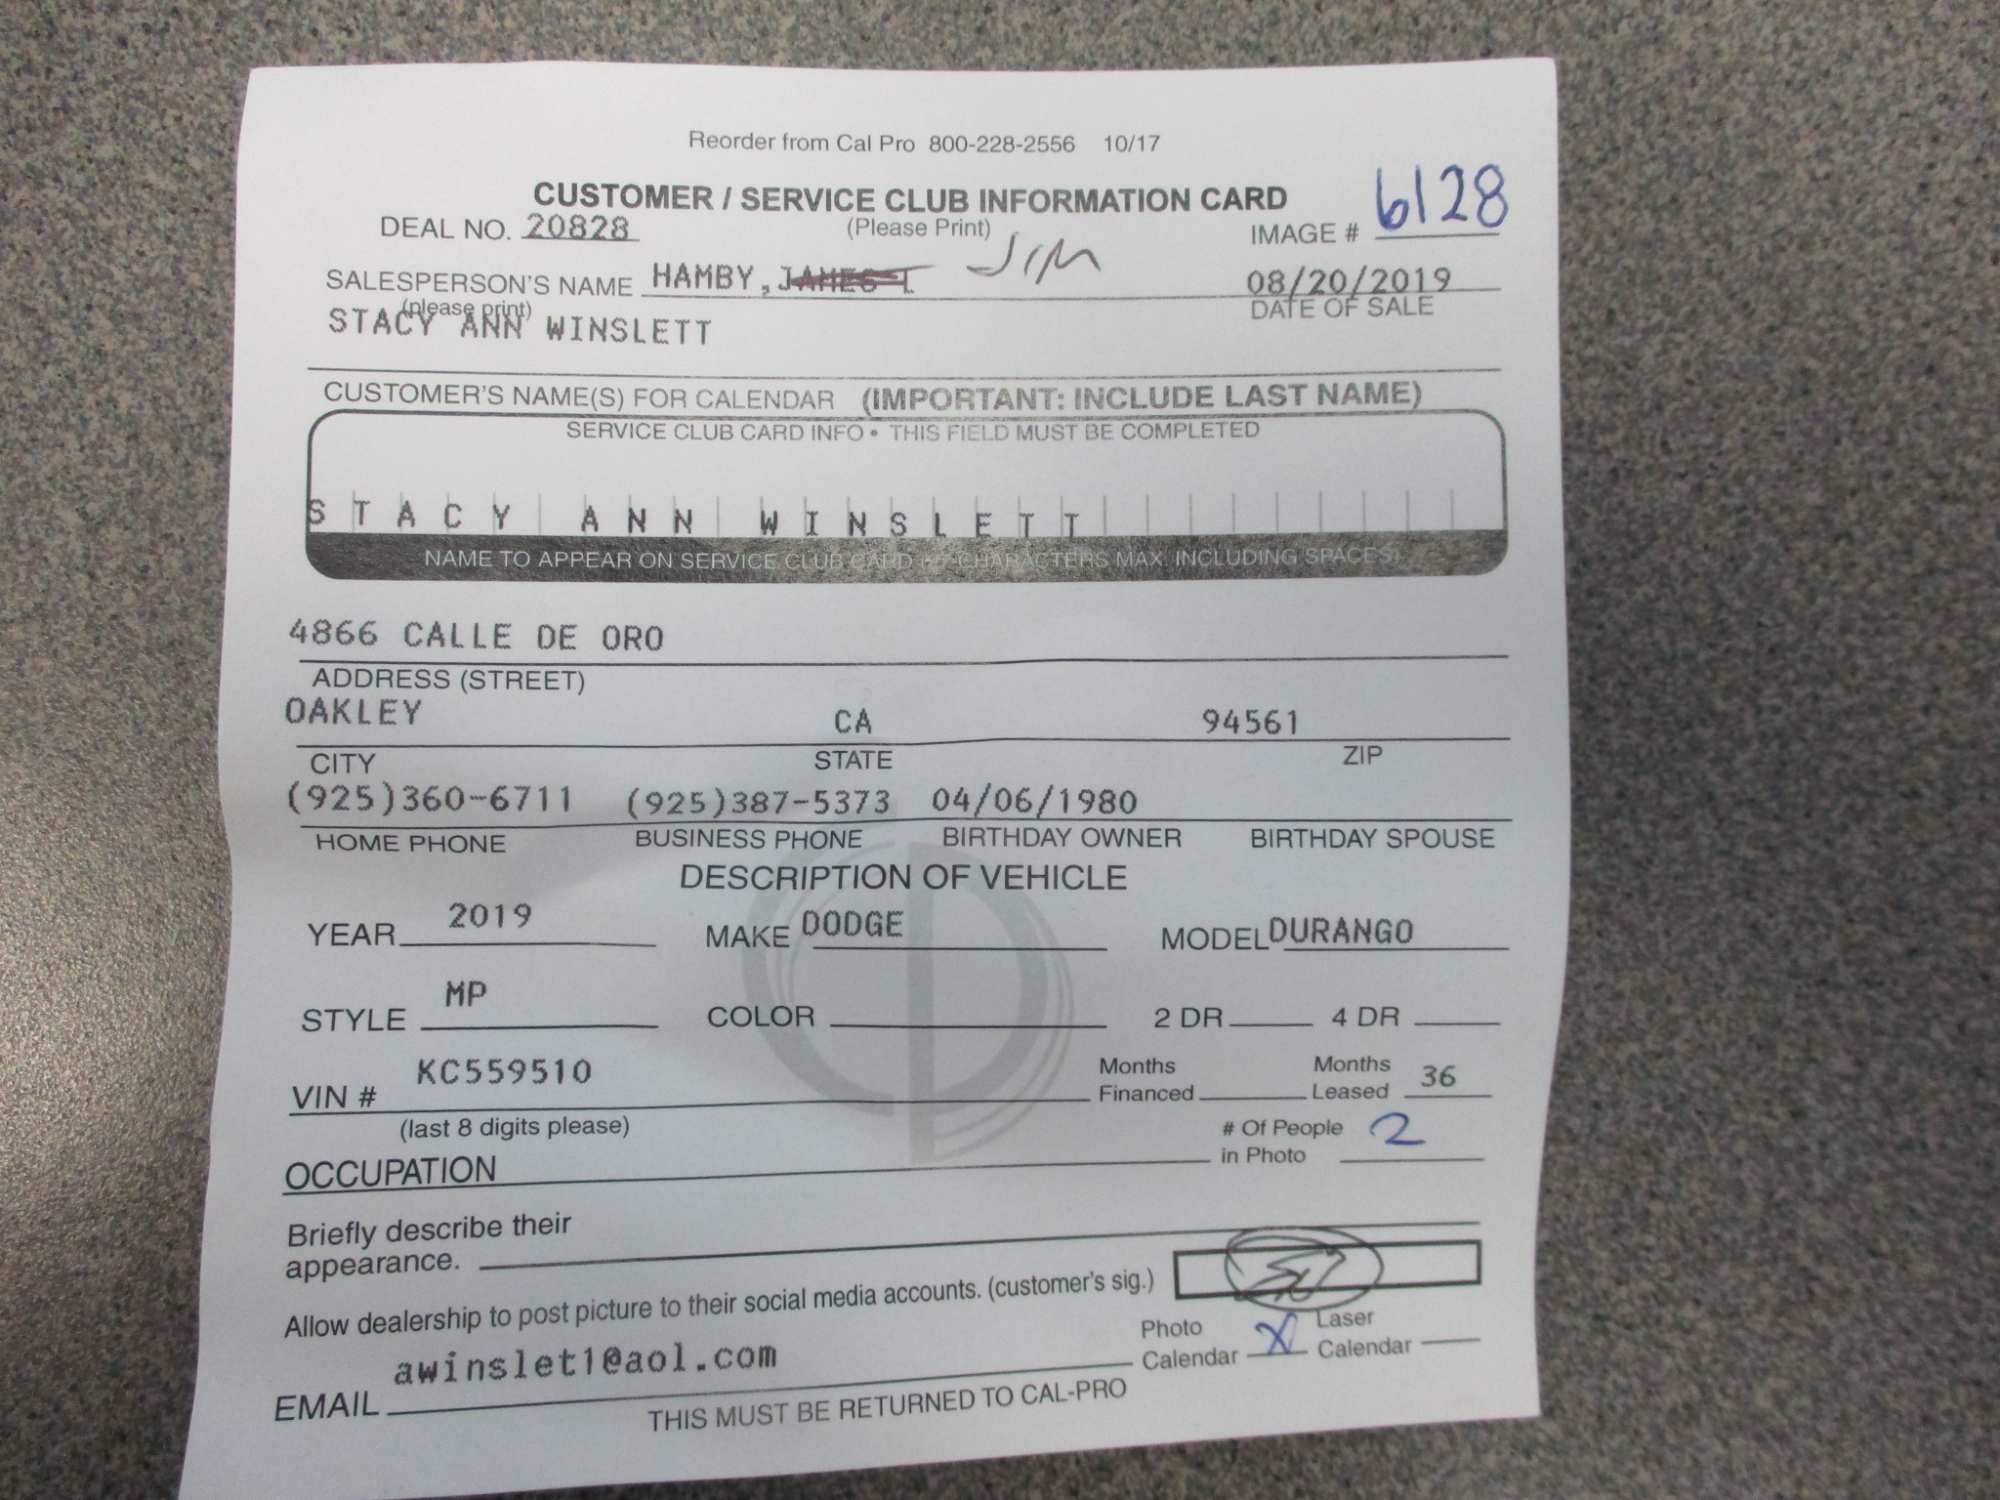 Reorder from Cal Pro 800-228-2556 10/17
CUSTOMER / SERVICE CLUB INFORMATION CARD
DEAL NO. 20828 (Please Print) IMAGE # 6128
SALESPERSON'S NAME HAMBY, JAMES L JIM 08/20/2019
(please print) DATE OF SALE
STACY ANN WINSLETT
CUSTOMER'S NAME(S) FOR CALENDAR (IMPORTANT: INCLUDE LAST NAME)
SERVICE CLUB CARD INFO • THIS FIELD MUST BE COMPLETED
STACY ANN WINSLETT
NAME TO APPEAR ON SERVICE CLUB CARD (27 CHARACTERS MAX. INCLUDING SPACES)
4866 CALLE DE ORO
ADDRESS (STREET)
OAKLEY CA 94561
CITY STATE ZIP
(925)360-6711 (925)387-5373 04/06/1980
HOME PHONE BUSINESS PHONE BIRTHDAY OWNER BIRTHDAY SPOUSE
DESCRIPTION OF VEHICLE
YEAR 2019 MAKE DODGE MODEL DURANGO
STYLE MP COLOR 2 DR 4 DR
VIN # KC559510 Months Financed Months Leased 36
(last 8 digits please) # Of People in Photo 2
OCCUPATION
Briefly describe their
appearance.
Allow dealership to post picture to their social media accounts. (customer's sig.)
Photo Calendar X Laser Calendar
EMAIL awinslet1@aol.com
THIS MUST BE RETURNED TO CAL-PRO